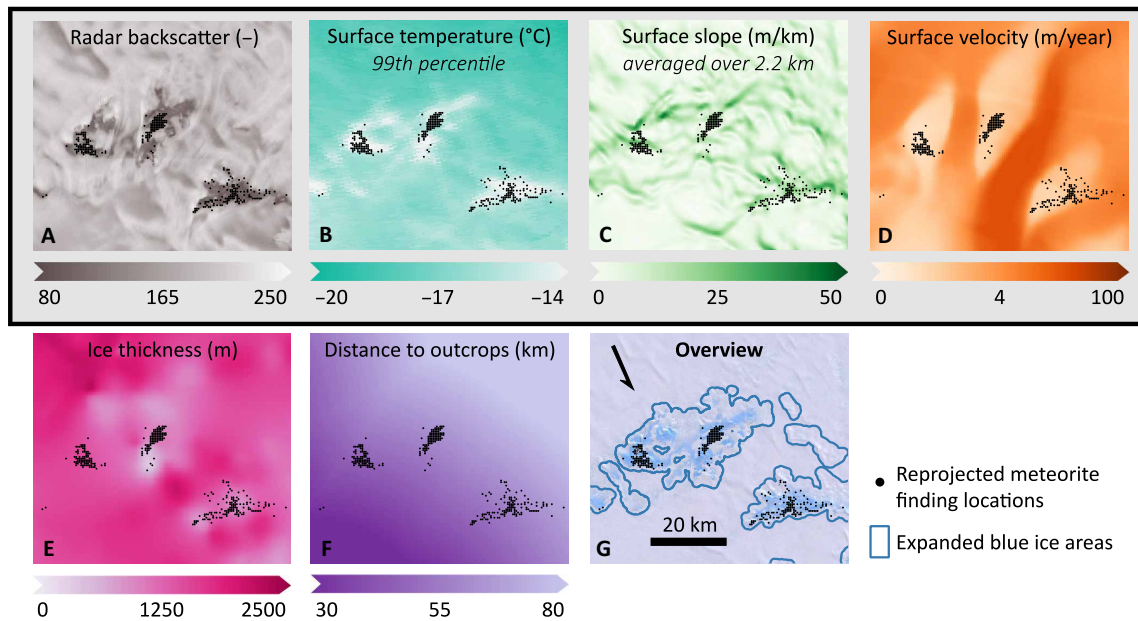 Radar backscatter (−)
A
80 165 250
Surface temperature (°C)
99th percentile
B
−20 −17 −14
Surface slope (m/km)
averaged over 2.2 km
C
0 25 50
Surface velocity (m/year)
D
0 4 100
Ice thickness (m)
E
0 1250 2500
Distance to outcrops (km)
F
30 55 80
Overview
20 km
G
Reprojected meteorite
finding locations
Expanded blue ice areas